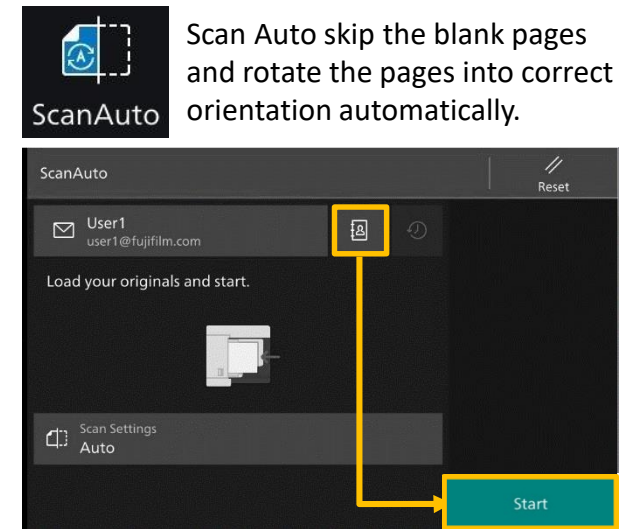 Scan Auto skip the blank pages
and rotate the pages into correct
orientation automatically.
A
ScanAuto
ScanAuto
Reset
User1
user1@fujifilm.com
Load your originals and start.
Scan Settings
Auto
Start